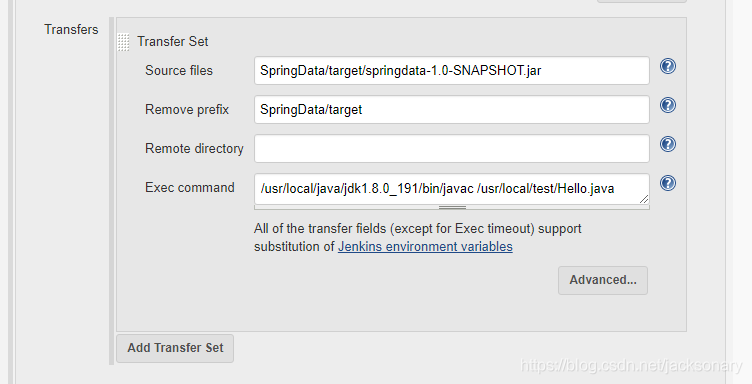 Transfers
Transfer Set
Source files SpringData/target/springdata-1.0-SNAPSHOT.jar
Remove prefix SpringData/target
Remote directory
Exec command /usr/local/java/jdk1.8.0_191/bin/javac /usr/local/test/Hello.java
All of the transfer fields (except for Exec timeout) support
substitution of Jenkins environment variables
Advanced...
Add Transfer Set
https://blog.csdn.net/jacksonary